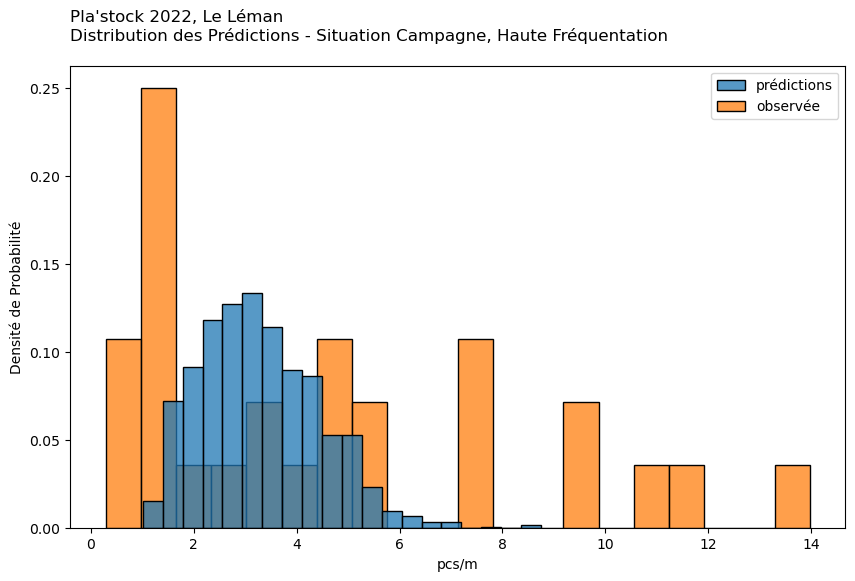 Pla'stock 2022, Le Léman
Distribution des Prédictions - Situation Campagne, Haute Fréquentation
prédictions
observée
Densité de Probabilité
0.25
0.20
0.15
0.10
0.05
0.00
0 2 4 6 8 10 12 14
pcs/m